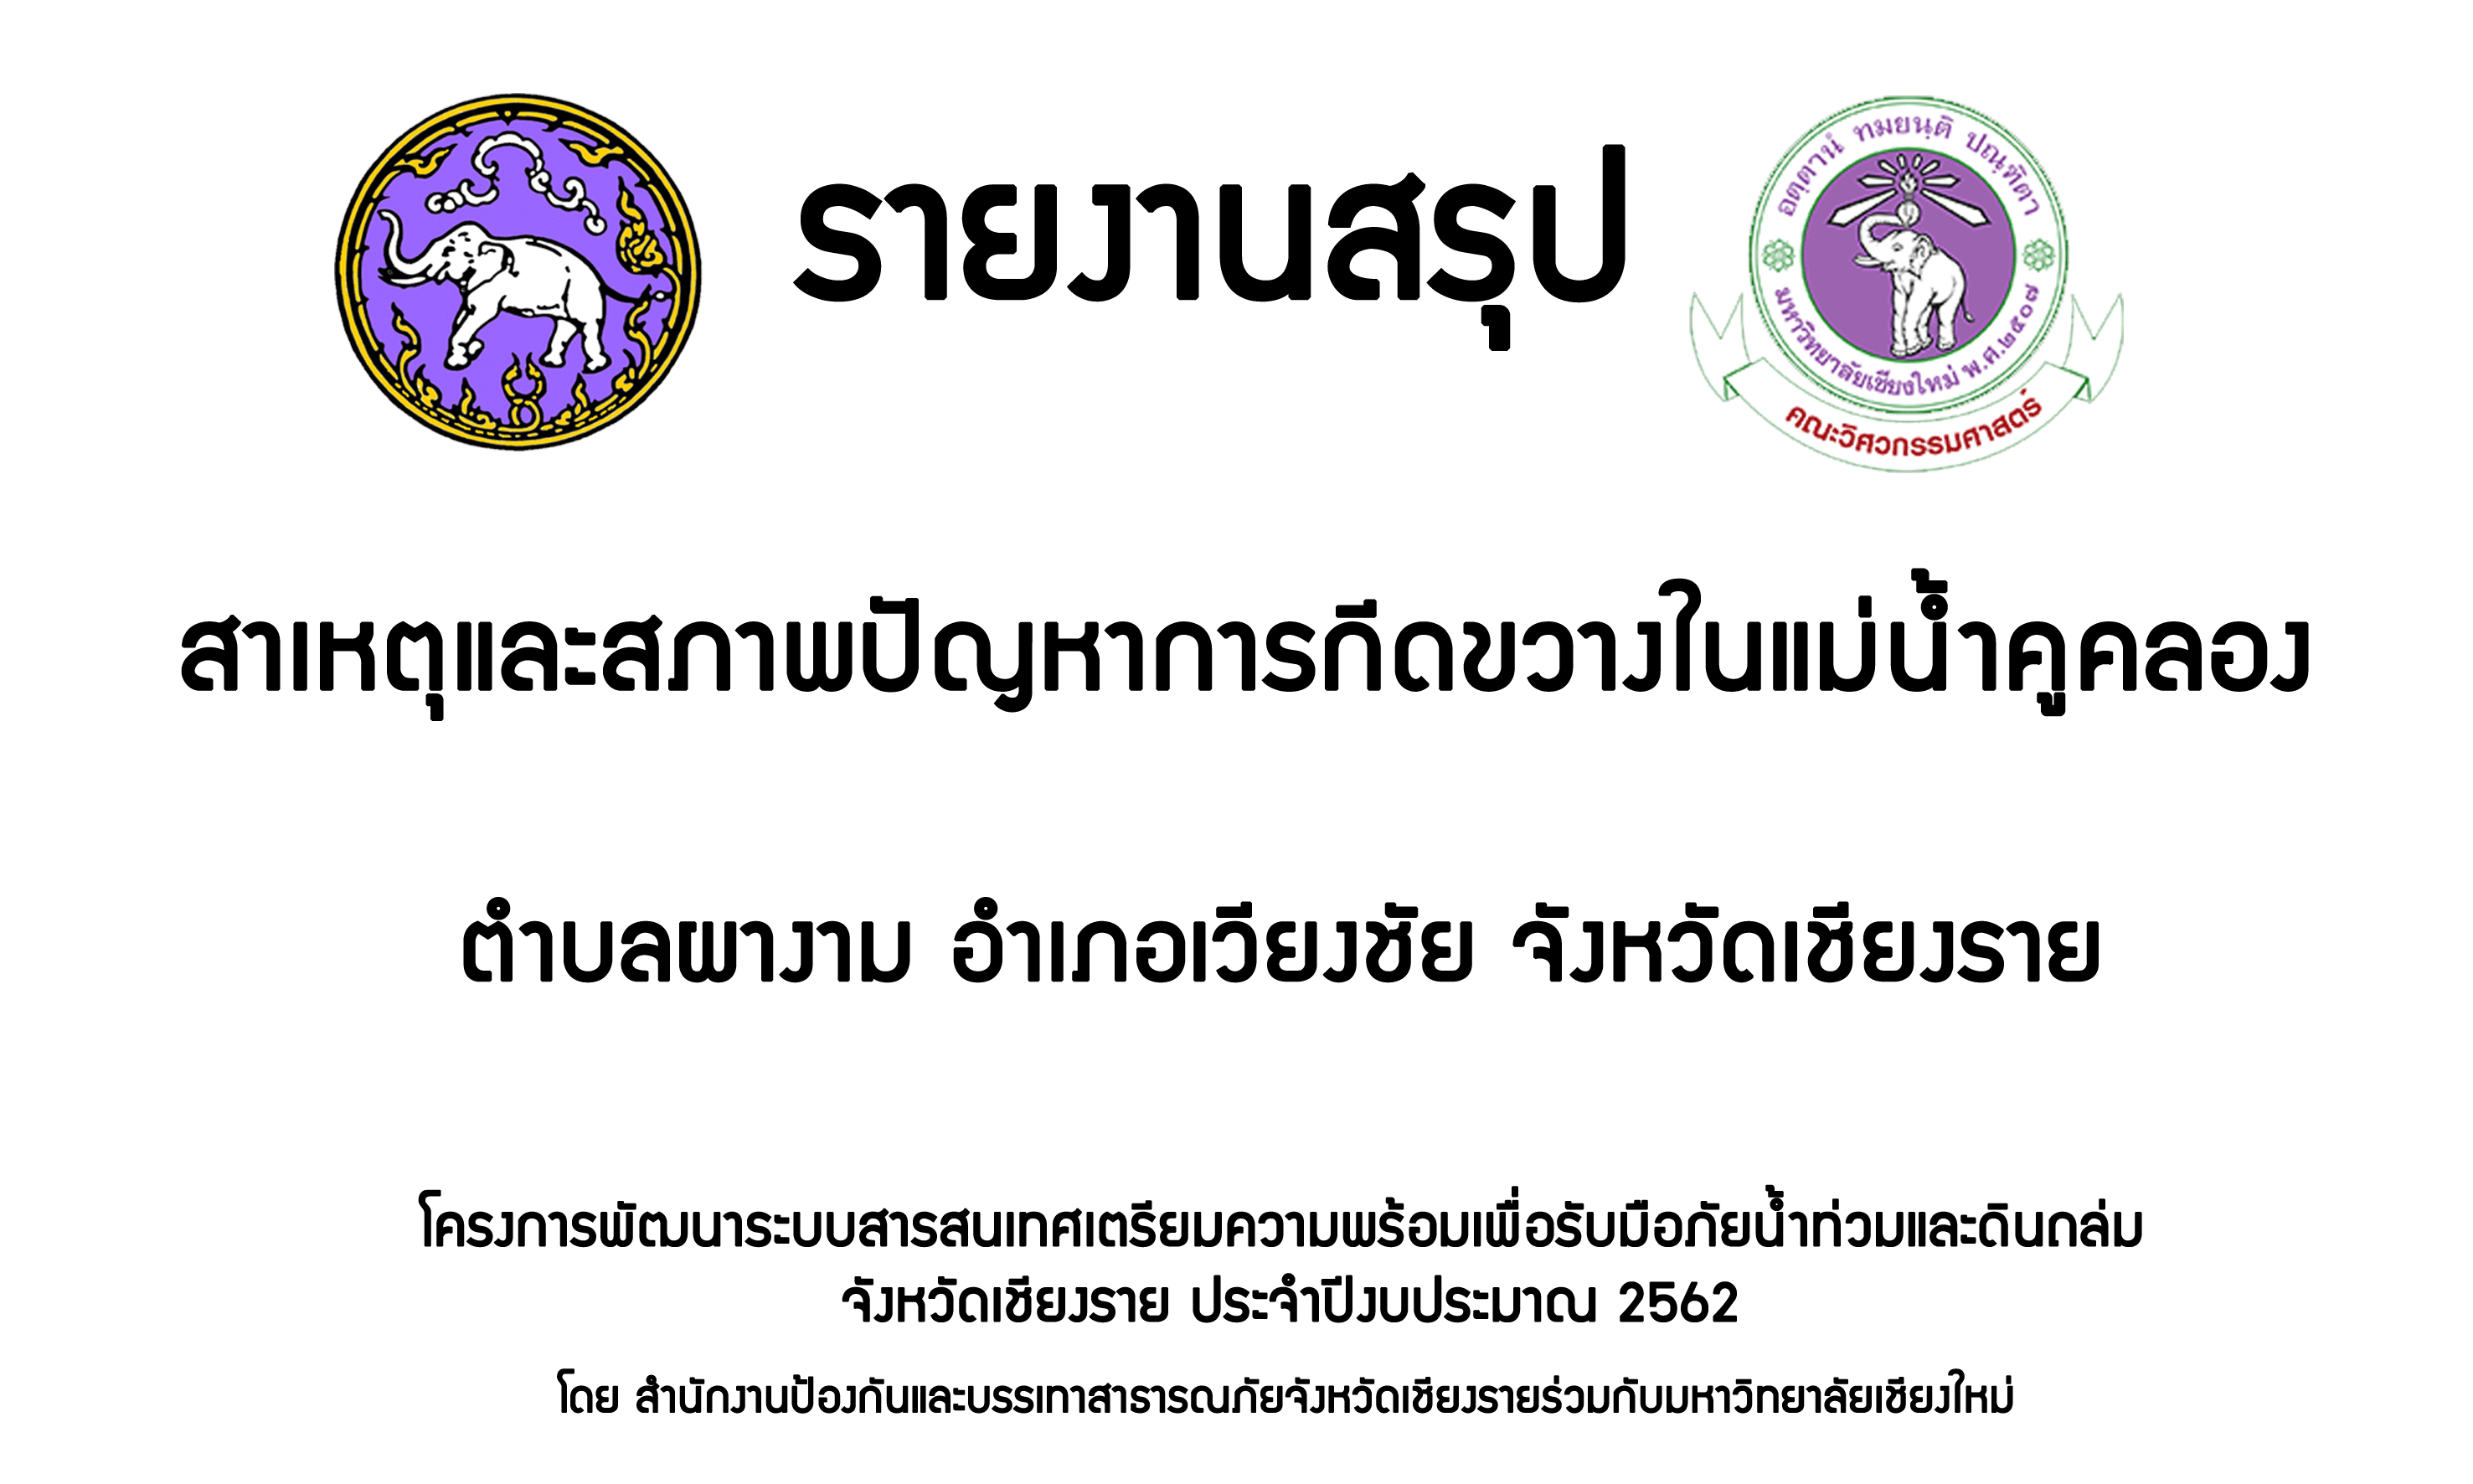 รายงานสรุป
อตฺตานํ ทมยนฺติ ปณฺฑิตา
มหาวิทยาลัยเชียงใหม่ พ.ศ.๒๕๐๗
คณะวิศวกรรมศาสตร์
สาเหตุและสภาพปัญหาการกีดขวางในแม่น้ำคูคลอง
ตำบลผางาม อำเภอเวียงชัย จังหวัดเชียงราย
โครงการพัฒนาระบบสารสนเทศเตรียมความพร้อมเพื่อรับมือภัยน้ำท่วมและดินถล่ม
จังหวัดเชียงราย ประจำปีงบประมาณ 2562
โดย สำนักงานป้องกันและบรรเทาสาธารณภัยจังหวัดเชียงรายร่วมกับมหาวิทยาลัยเชียงใหม่